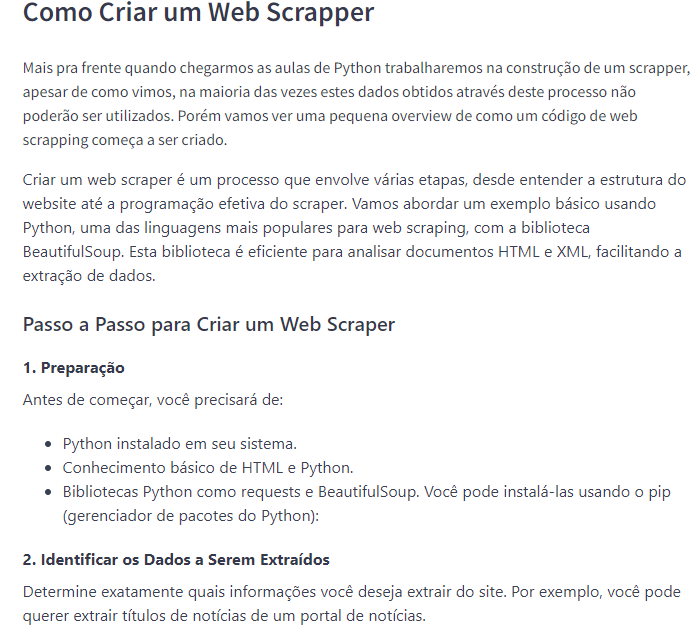 Como Criar um Web Scrapper
Mais pra frente quando chegarmos as aulas de Python trabalharemos na construção de um scrapper,
apesar de como vimos, na maioria das vezes estes dados obtidos através deste processo não
poderão ser utilizados. Porém vamos ver uma pequena overview de como um código de web
scrapping começa a ser criado.
Criar um web scraper é um processo que envolve várias etapas, desde entender a estrutura do
website até a programação efetiva do scraper. Vamos abordar um exemplo básico usando
Python, uma das linguagens mais populares para web scraping, com a biblioteca
BeautifulSoup. Esta biblioteca é eficiente para analisar documentos HTML e XML, facilitando a
extração de dados.
Passo a Passo para Criar um Web Scraper
1. Preparação
Antes de começar, você precisará de:
• Python instalado em seu sistema.
• Conhecimento básico de HTML e Python.
• Bibliotecas Python como requests e BeautifulSoup. Você pode instalá-las usando o pip
(gerenciador de pacotes do Python):
2. Identificar os Dados a Serem Extraídos
Determine exatamente quais informações você deseja extrair do site. Por exemplo, você pode
querer extrair títulos de notícias de um portal de notícias.